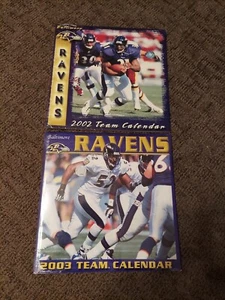 Baltimore
RAVENS
2002 Team Calendar
Baltimore
RAVENS
2003 TEAM CALENDAR